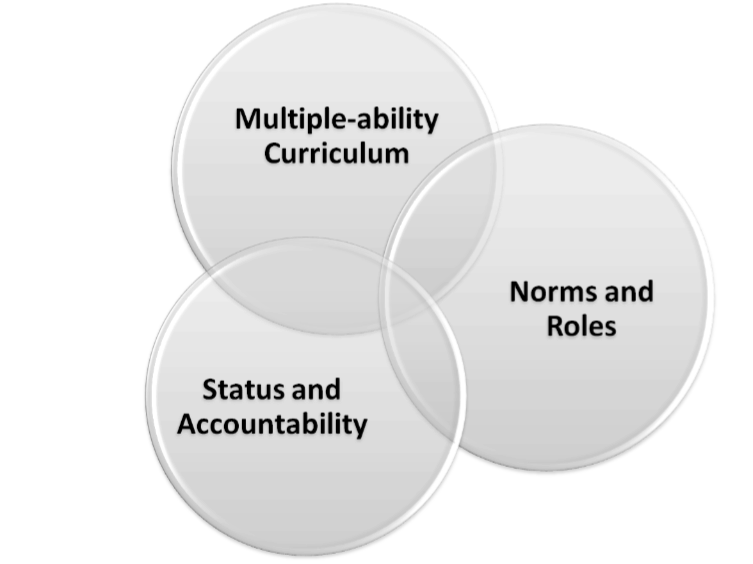 Multiple-ability
Curriculum
Norms and
Roles
Status and
Accountability